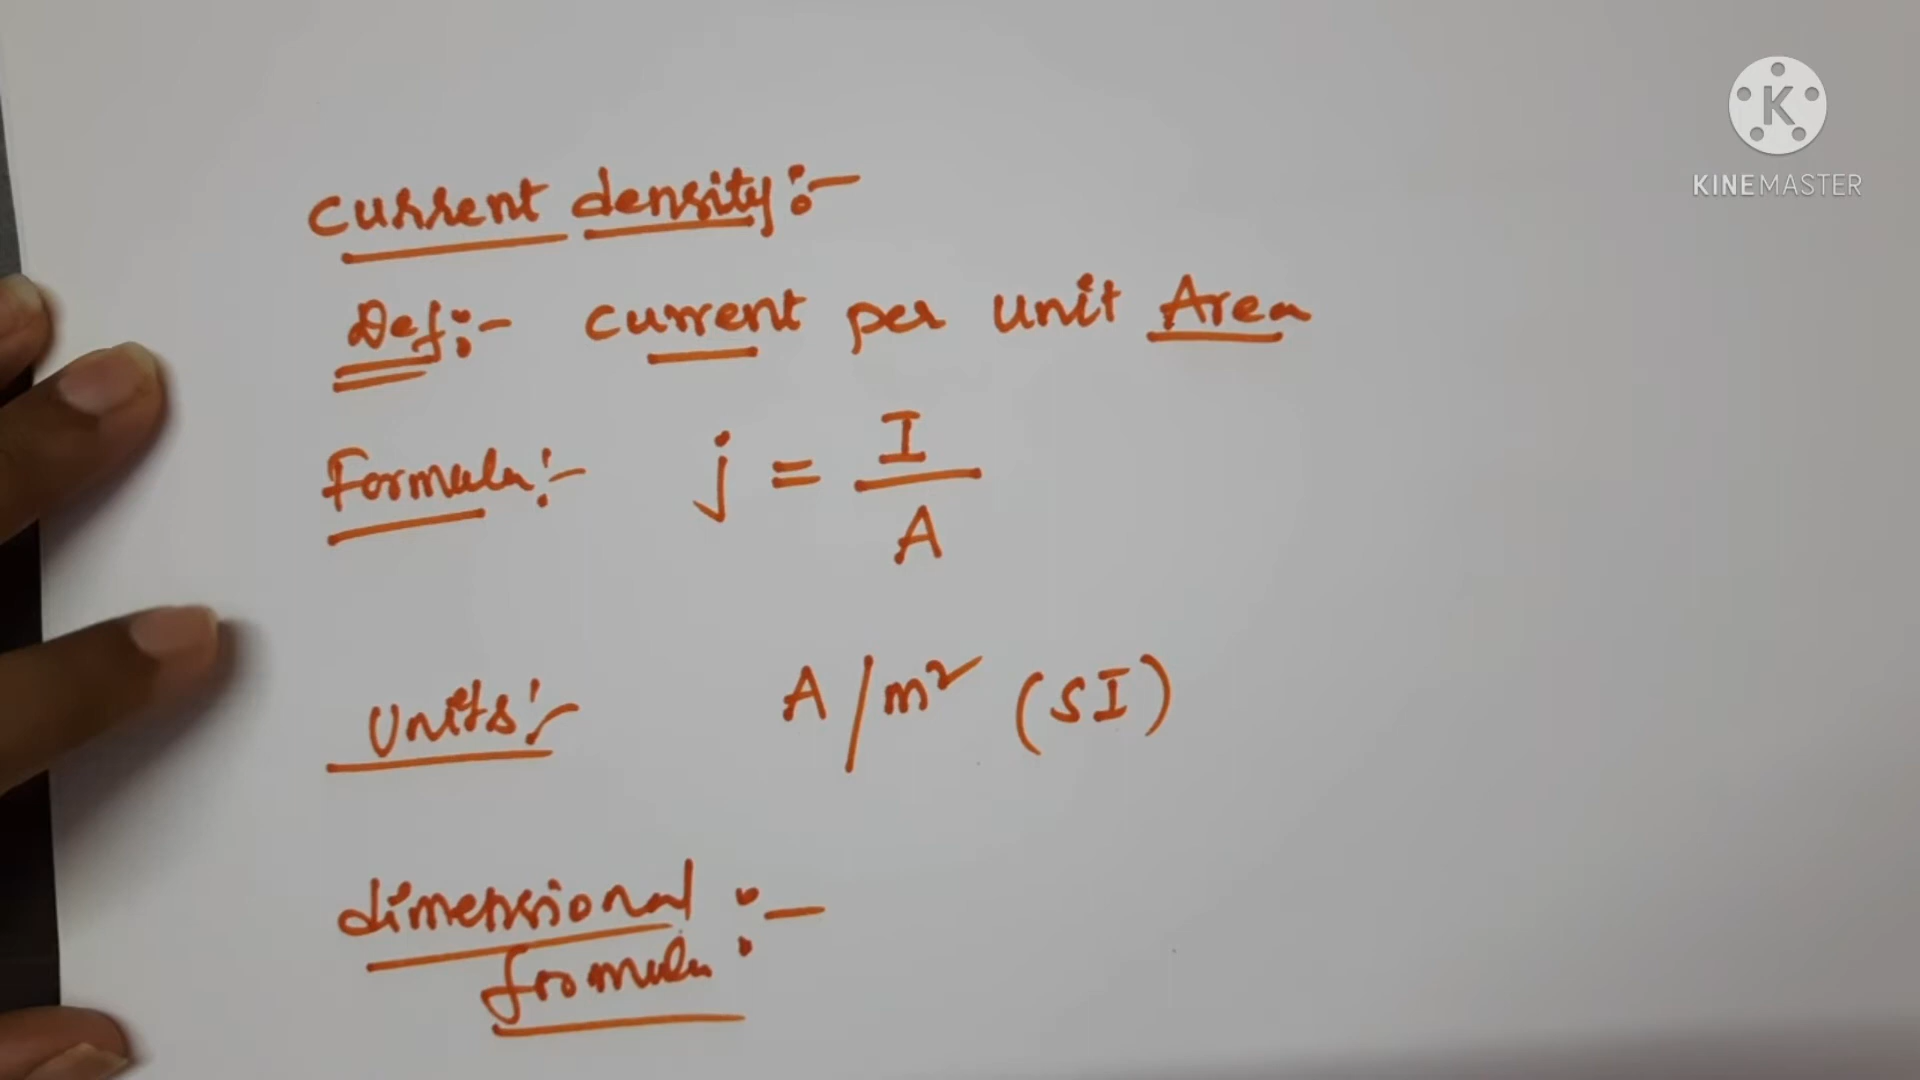 K
KINEMASTER
current density:-
Def:- current per unit Area
Formula:- j = I / A
Units:- A/m² (SI)
dimensional :-
formula